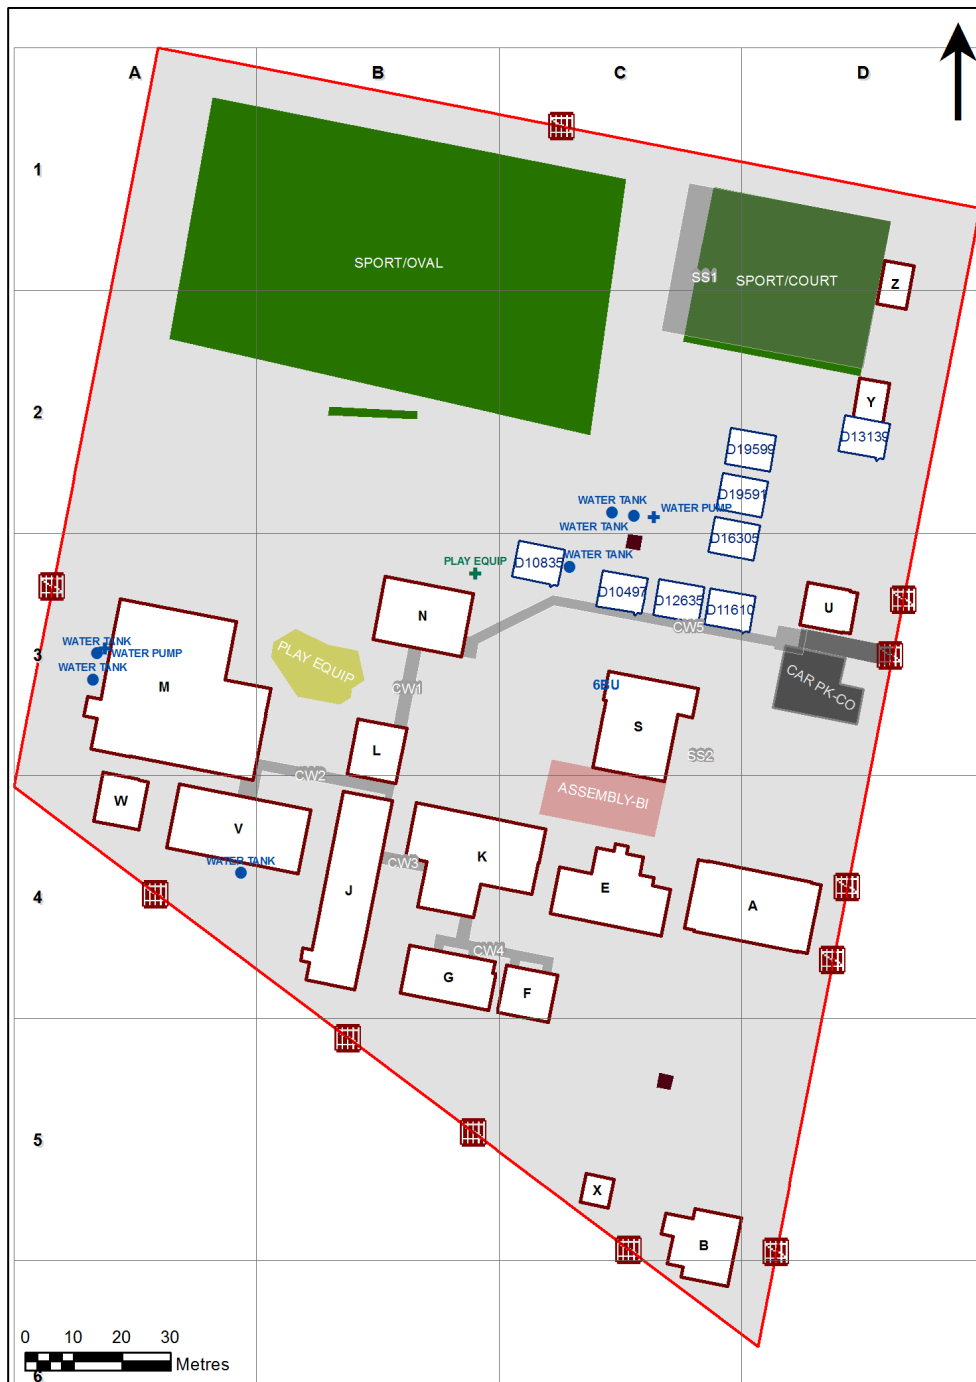 A B C D
1
SPORT/OVAL
SS1
SPORT/COURT
Z
2
Y
D13139
D19599
D19591
WATER TANK
WATER PUMP
WATER TANK
D16305
PLAY EQUIP
D10835
WATER TANK
D10497
D12635
D11610
U
N
CW5
3
WATER TANK
WATER PUMP
WATER TANK
M
PLAY EQUIP
CW1
6BU
S
CAR PK-CO
L
SS2
CW2
W
V
ASSEMBLY-BI
WATER TANK
CW3
K
J
E
A
4
CW4
G
F
5
X
B
0 10 20 30
Metres
6